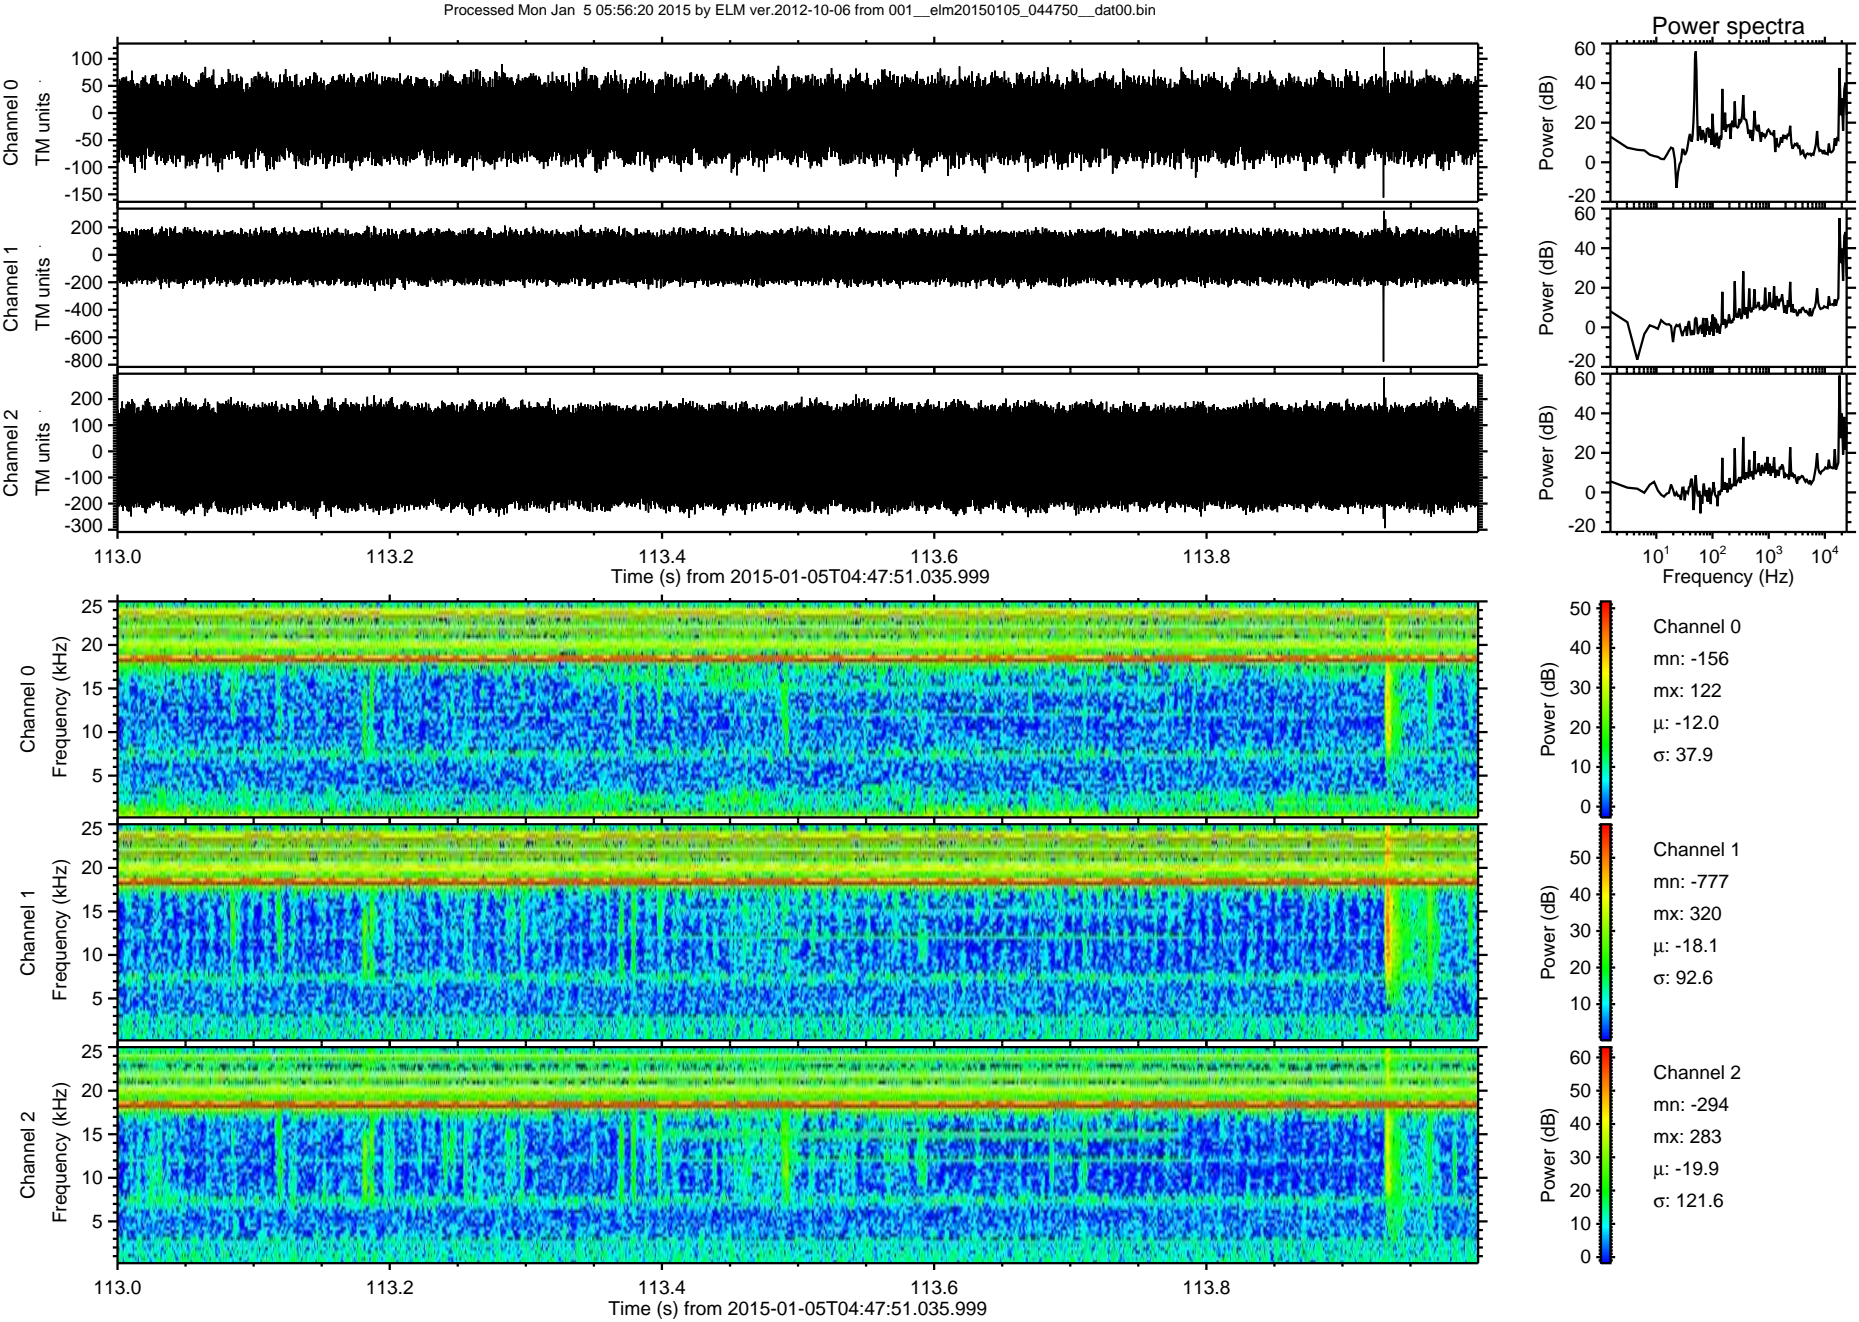 Processed Mon Jan  5 05:56:20 2015 by ELM ver.2012-10-06 from 001__elm20150105_044750__dat00.bin
Power spectra
Channel 0
TM units
100
50
0
-50
-100
-150
Power (dB)
60
40
20
0
-20
Channel 1
TM units
200
0
-200
-400
-600
-800
Power (dB)
60
40
20
0
-20
Channel 2
TM units
200
100
0
-100
-200
-300
Power (dB)
60
40
20
0
-20
113.0 113.2 113.4 113.6 113.8
Time (s) from 2015-01-05T04:47:51.035.999
10¹ 10² 10³ 10⁴
Frequency (Hz)
Channel 0
Frequency (kHz)
25
20
15
10
5
Power (dB)
50
40
30
20
10
0
Channel 0
mn: -156
mx: 122
μ: -12.0
σ: 37.9
Channel 1
Frequency (kHz)
25
20
15
10
5
Power (dB)
50
40
30
20
10
Channel 1
mn: -777
mx: 320
μ: -18.1
σ: 92.6
Channel 2
Frequency (kHz)
25
20
15
10
5
Power (dB)
60
50
40
30
20
10
0
Channel 2
mn: -294
mx: 283
μ: -19.9
σ: 121.6
113.0 113.2 113.4 113.6 113.8
Time (s) from 2015-01-05T04:47:51.035.999